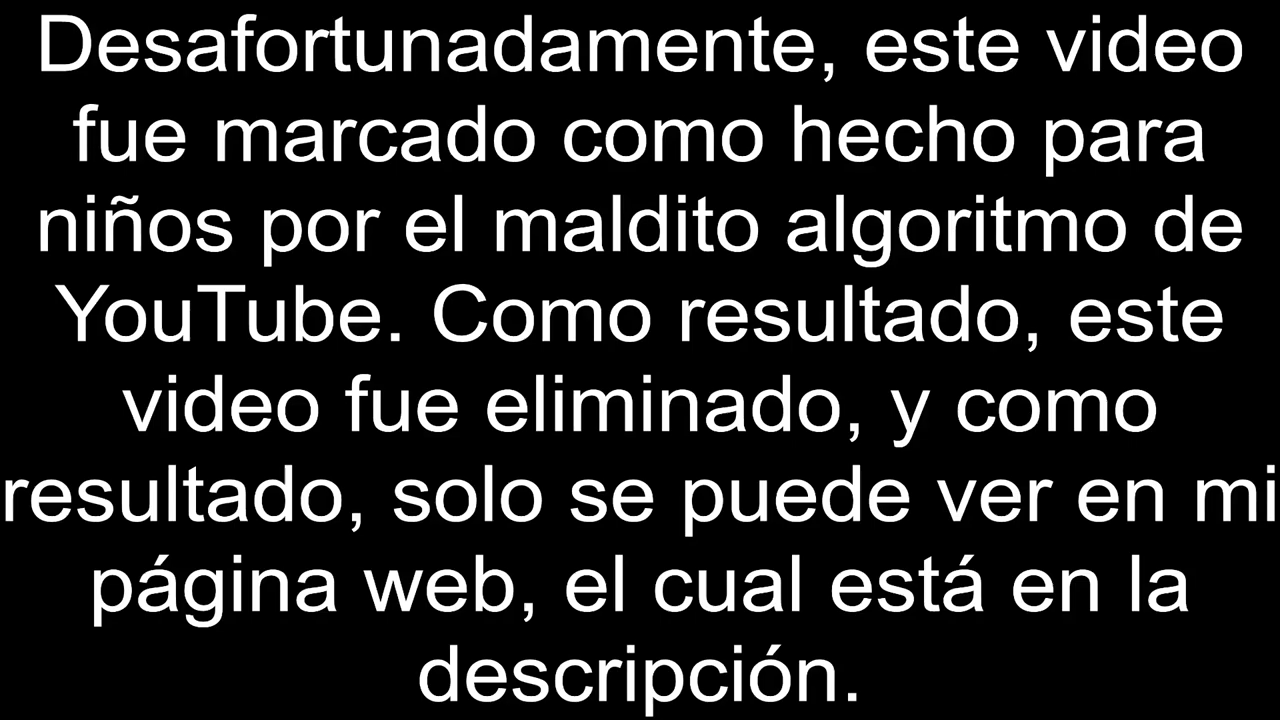 Desafortunadamente, este video
fue marcado como hecho para
niños por el maldito algoritmo de
YouTube. Como resultado, este
video fue eliminado, y como
resultado, solo se puede ver en mi
página web, el cual está en la
descripción.